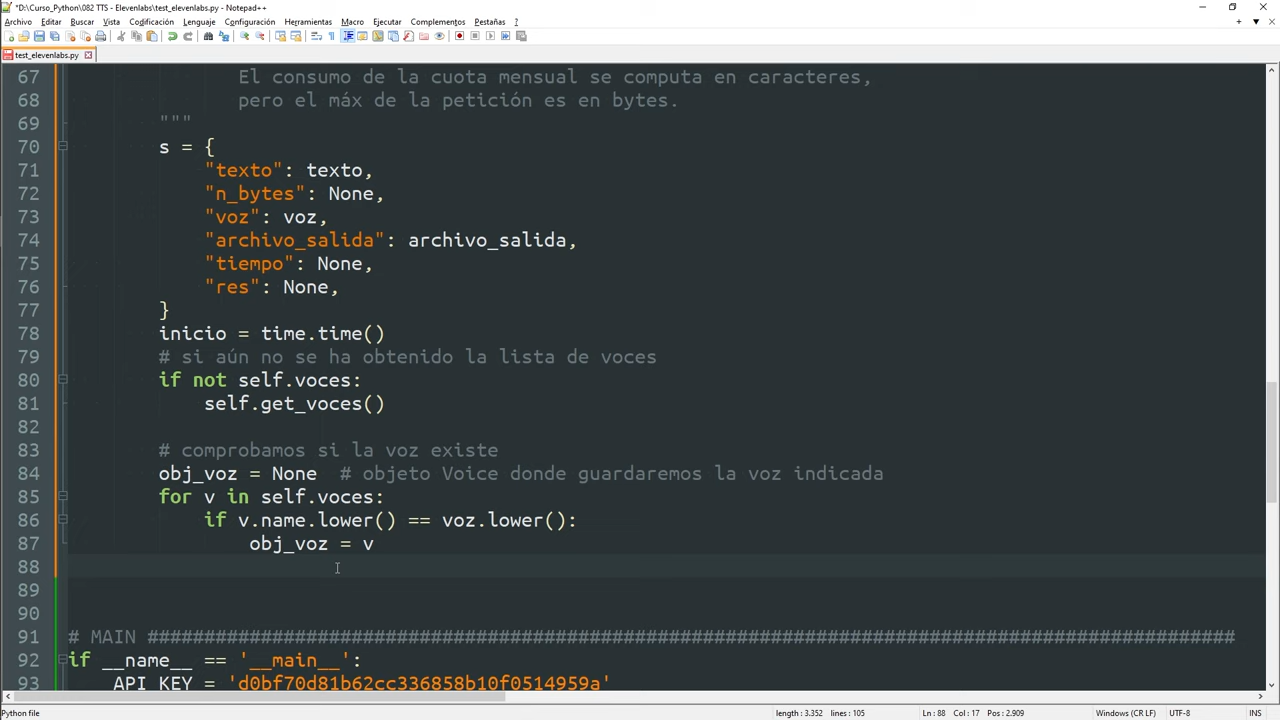 *D:\Curso_Python\082 TTS - Elevenlabs\test_elevenlabs.py - Notepad++
Archivo Editar Buscar Vista Codificación Lenguaje Configuración Herramientas Macro Ejecutar Complementos Pestañas ?
test_elevenlabs.py
67 El consumo de la cuota mensual se computa en caracteres,
68 pero el máx de la petición es en bytes.
69 """
70 s = {
71 "texto": texto,
72 "n_bytes": None,
73 "voz": voz,
74 "archivo_salida": archivo_salida,
75 "tiempo": None,
76 "res": None,
77 }
78 inicio = time.time()
79 # si aún no se ha obtenido la lista de voces
80 if not self.voces:
81 self.get_voces()
82
83 # comprobamos si la voz existe
84 obj_voz = None # objeto Voice donde guardaremos la voz indicada
85 for v in self.voces:
86 if v.name.lower() == voz.lower():
87 obj_voz = v
88
89
90
91 # MAIN ################################################################################################
92 if __name__ == '__main__':
93 API_KEY = 'd0bf70d81b62cc336858b10f0514959a'
Python file length : 3.352 lines : 105 Ln : 88 Col : 17 Pos : 2.909 Windows (CR LF) UTF-8 INS